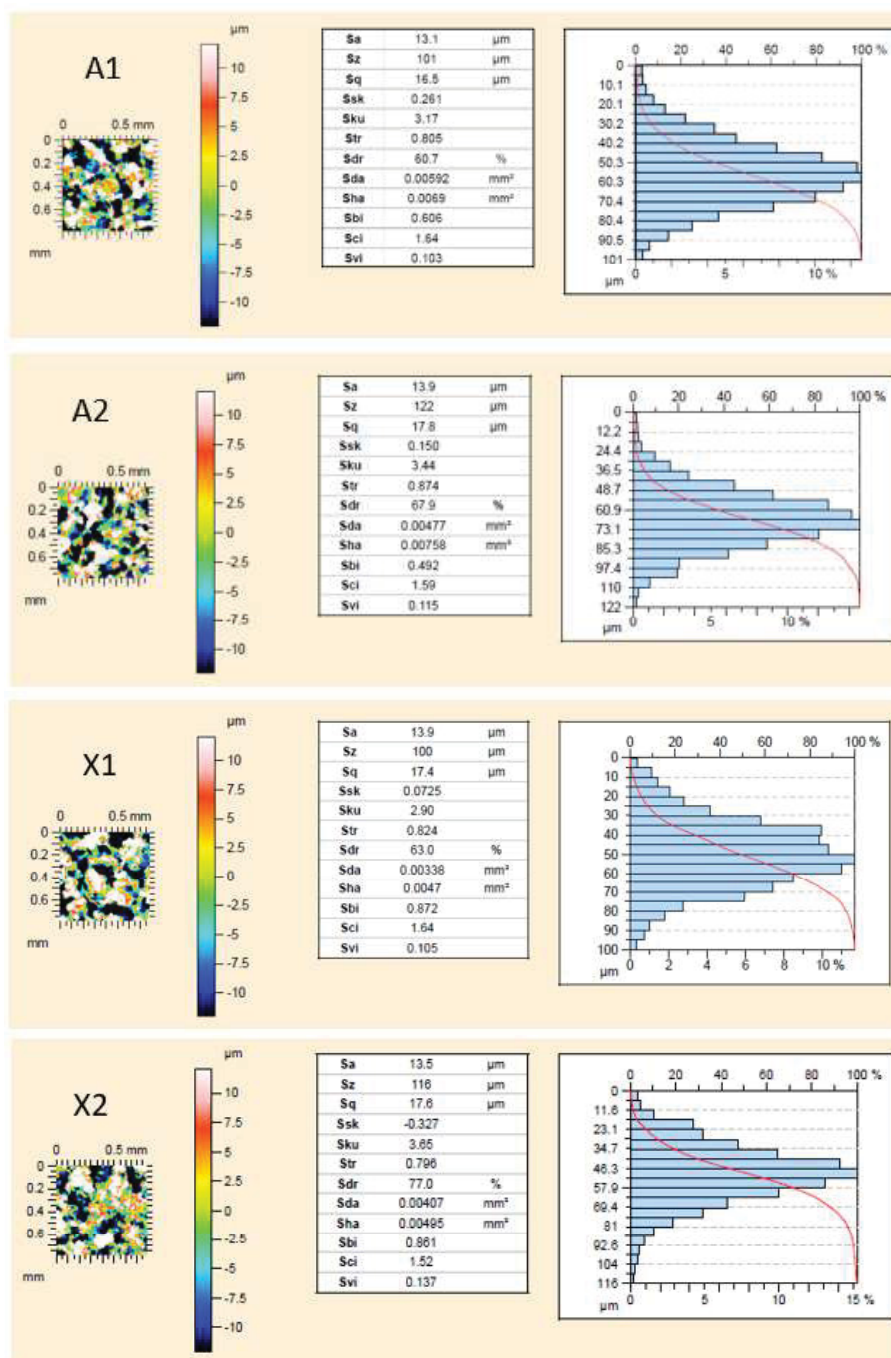 A1
µm
10
7.5
5
2.5
0
-2.5
-5
-7.5
-10
0 0.5 mm
0
0.2
0.4
0.6
mm
Sa 13.1 µm
Sz 101 µm
Sq 16.5 µm
Ssk 0.261
Sku 3.17
Str 0.805
Sdr 60.7 %
Sda 0.00592 mm²
Sha 0.0069 mm²
Sbi 0.606
Sci 1.64
Svi 0.103
0 20 40 60 80 100 %
0
10.1
20.1
30.2
40.2
50.3
60.3
70.4
80.4
90.5
101
µm
0 5 10 %
A2
µm
10
7.5
5
2.5
0
-2.5
-5
-7.5
-10
0 0.5 mm
0
0.2
0.4
0.6
mm
Sa 13.9 µm
Sz 122 µm
Sq 17.8 µm
Ssk 0.150
Sku 3.44
Str 0.874
Sdr 67.9 %
Sda 0.00477 mm²
Sha 0.00758 mm²
Sbi 0.492
Sci 1.59
Svi 0.115
0 20 40 60 80 100 %
0
12.2
24.4
36.5
48.7
60.9
73.1
85.3
97.4
110
122
µm
0 5 10 %
X1
µm
10
7.5
5
2.5
0
-2.5
-5
-7.5
-10
0 0.5 mm
0
0.2
0.4
0.6
mm
Sa 13.9 µm
Sz 100 µm
Sq 17.4 µm
Ssk 0.0725
Sku 2.90
Str 0.824
Sdr 63.0 %
Sda 0.00338 mm²
Sha 0.0047 mm²
Sbi 0.872
Sci 1.64
Svi 0.105
0 20 40 60 80 100 %
0
10
20
30
40
50
60
70
80
90
100
µm
0 2 4 6 8 10 %
X2
µm
10
7.5
5
2.5
0
-2.5
-5
-7.5
-10
0 0.5 mm
0
0.2
0.4
0.6
mm
Sa 13.5 µm
Sz 116 µm
Sq 17.6 µm
Ssk -0.327
Sku 3.65
Str 0.796
Sdr 77.0 %
Sda 0.00407 mm²
Sha 0.00495 mm²
Sbi 0.861
Sci 1.52
Svi 0.137
0 20 40 60 80 100 %
0
11.6
23.1
34.7
46.3
57.9
69.4
81
92.6
104
116
µm
0 5 10 15 %